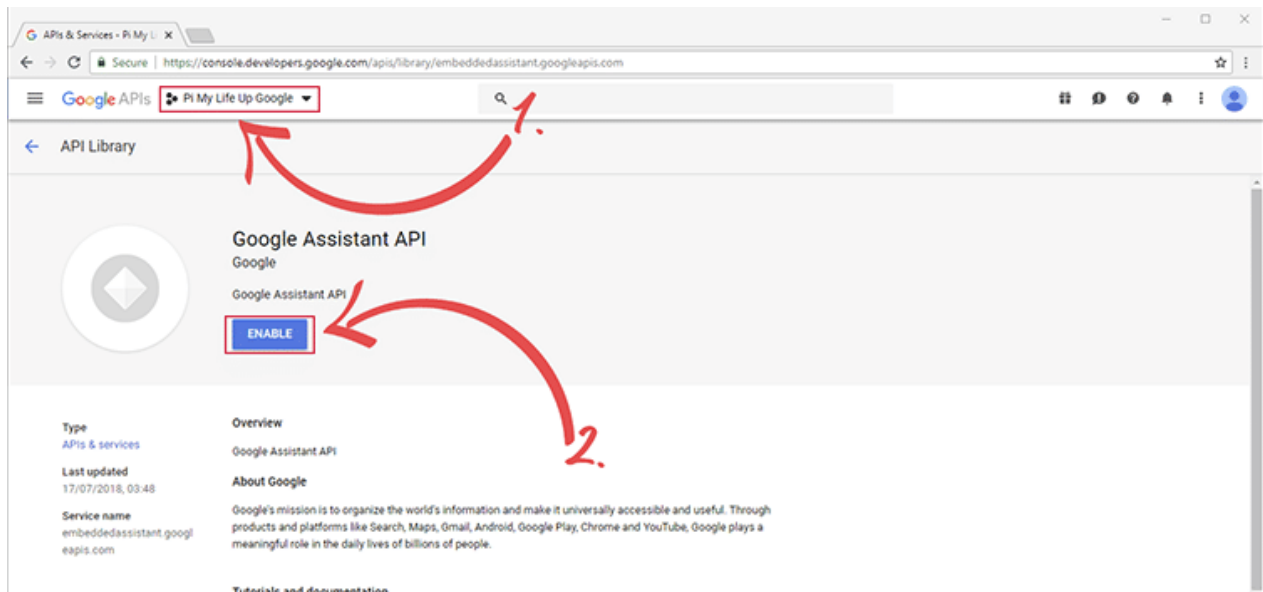 APIs & Services - Pi My Li
Secure | https://console.developers.google.com/apis/library/embeddedassistant.googleapis.com
Google APIs Pi My Life Up Google
1.
API Library
Google Assistant API
Google
Google Assistant API
ENABLE
2.
Type
APIs & services
Last updated
17/07/2018, 03:48
Service name
embeddedassistant.googl
eapis.com
Overview
Google Assistant API
About Google
Google's mission is to organize the world's information and make it universally accessible and useful. Through
products and platforms like Search, Maps, Gmail, Android, Google Play, Chrome and YouTube, Google plays a
meaningful role in the daily lives of billions of people.
Tutorials and documentation